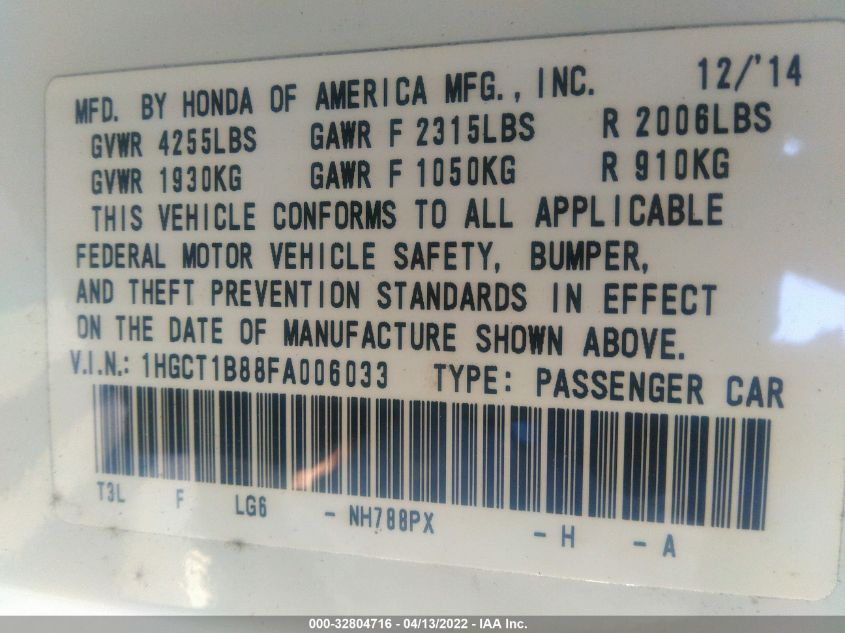 MFD. BY HONDA OF AMERICA MFG., INC. 12/'14
GVWR 4255LBS GAWR F 2315LBS R 2006LBS
GVWR 1930KG GAWR F 1050KG R 910KG
THIS VEHICLE CONFORMS TO ALL APPLICABLE
FEDERAL MOTOR VEHICLE SAFETY, BUMPER,
AND THEFT PREVENTION STANDARDS IN EFFECT
ON THE DATE OF MANUFACTURE SHOWN ABOVE.
V.I.N.: 1HGCT1B88FA006033 TYPE: PASSENGER CAR
T3L F LG6 - NH788PX - H - A
000-32804716 - 04/13/2022 - IAA Inc.